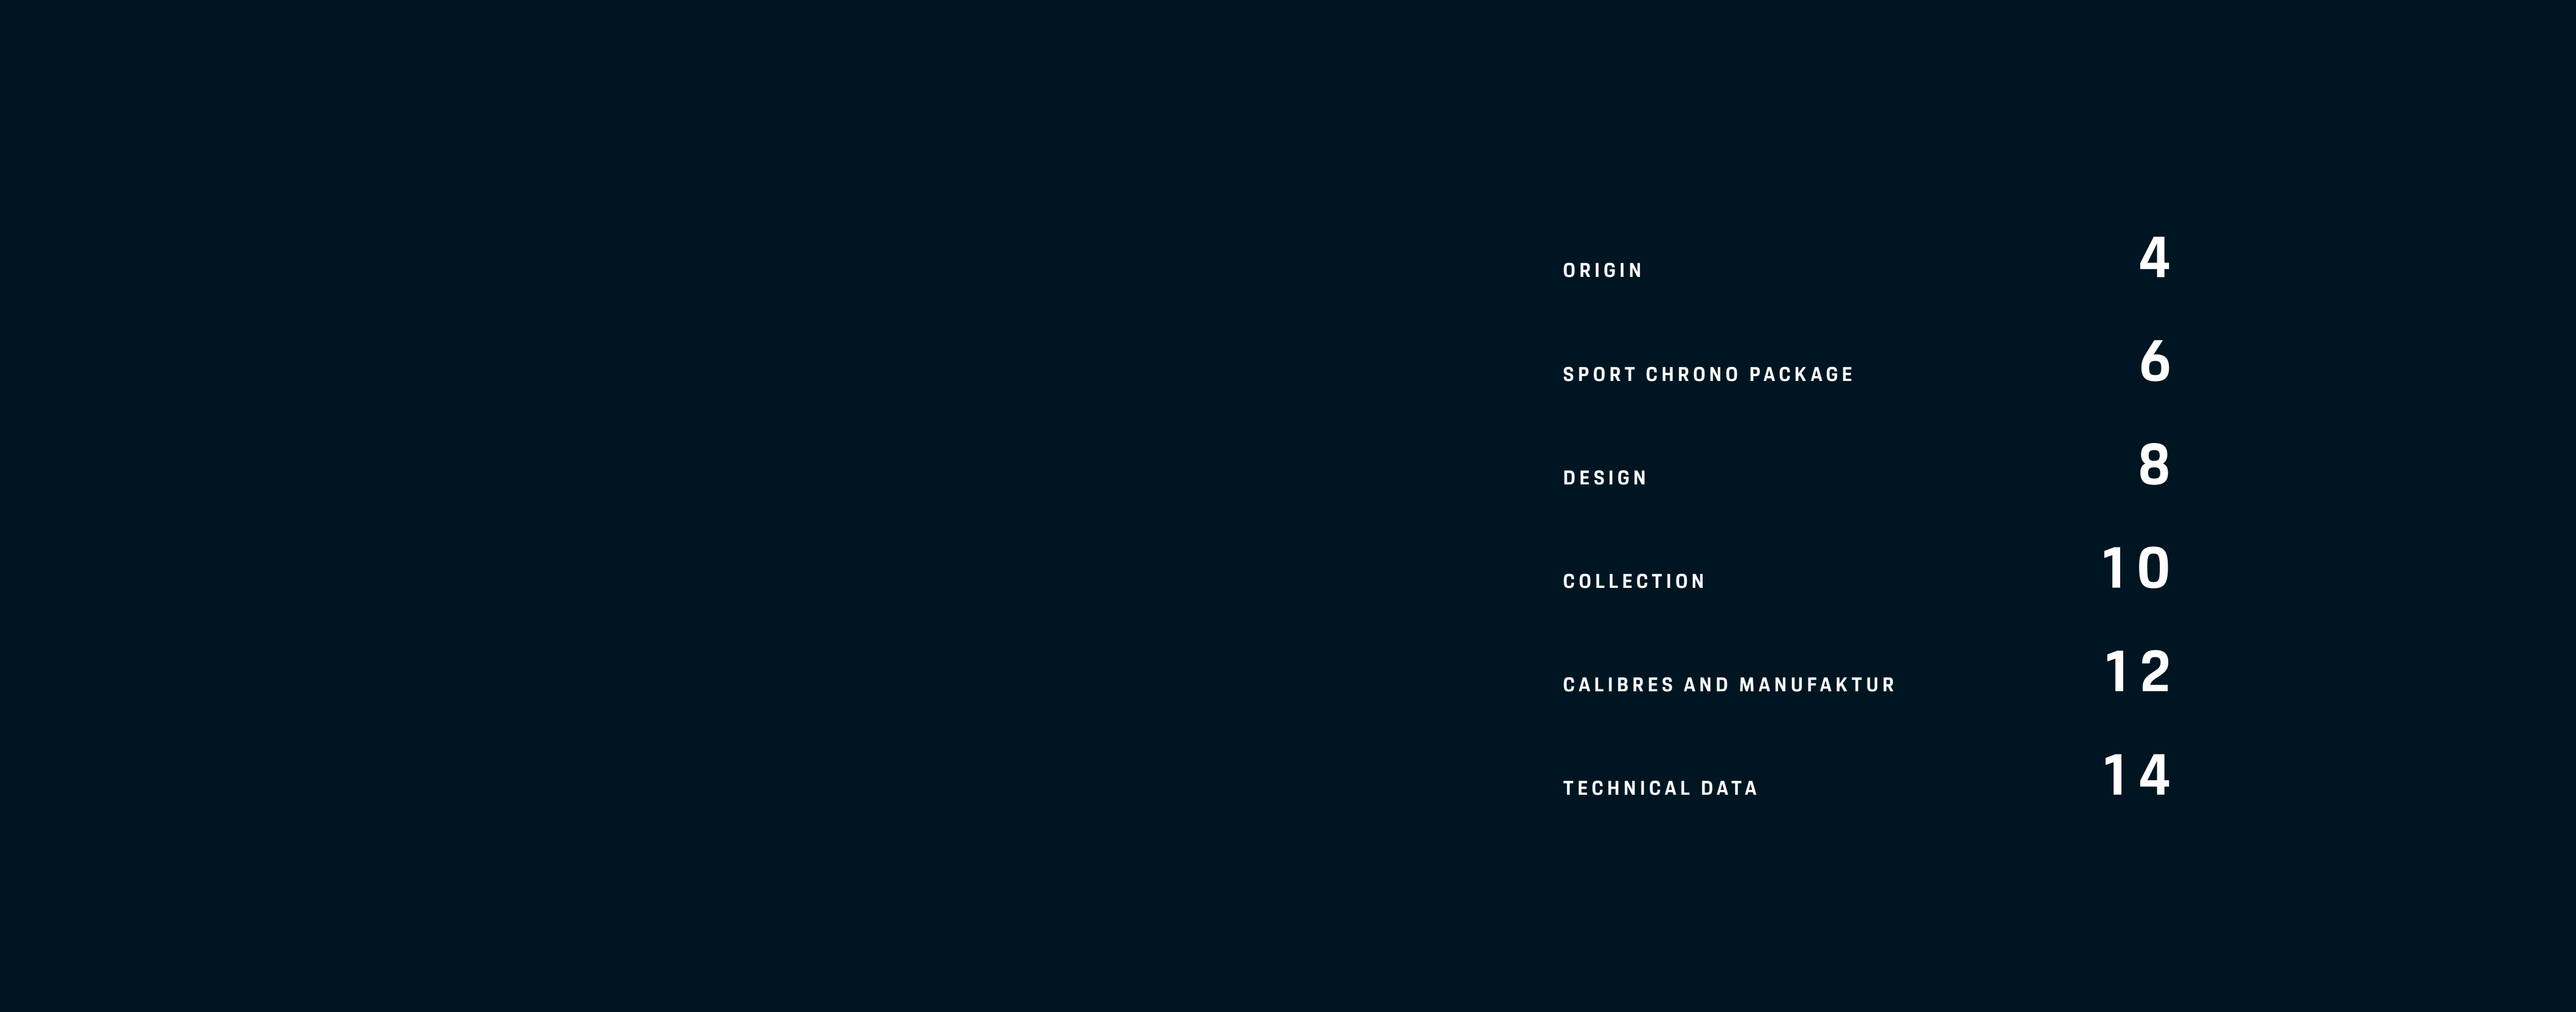 ORIGIN 4
SPORT CHRONO PACKAGE 6
DESIGN 8
COLLECTION 10
CALIBRES AND MANUFAKTUR 12
TECHNICAL DATA 14